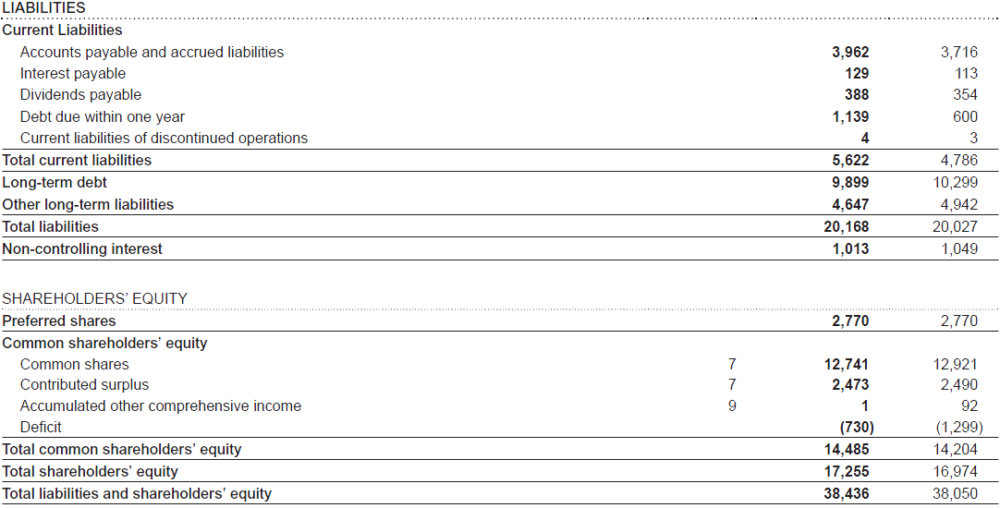 LIABILITIES
Current Liabilities
Accounts payable and accrued liabilities 3,962 3,716
Interest payable 129 113
Dividends payable 388 354
Debt due within one year 1,139 600
Current liabilities of discontinued operations 4 3
Total current liabilities 5,622 4,786
Long-term debt 9,899 10,299
Other long-term liabilities 4,647 4,942
Total liabilities 20,168 20,027
Non-controlling interest 1,013 1,049
SHAREHOLDERS’ EQUITY
Preferred shares 2,770 2,770
Common shareholders’ equity
Common shares 7 12,741 12,921
Contributed surplus 7 2,473 2,490
Accumulated other comprehensive income 9 1 92
Deficit (730) (1,299)
Total common shareholders’ equity 14,485 14,204
Total shareholders’ equity 17,255 16,974
Total liabilities and shareholders’ equity 38,436 38,050